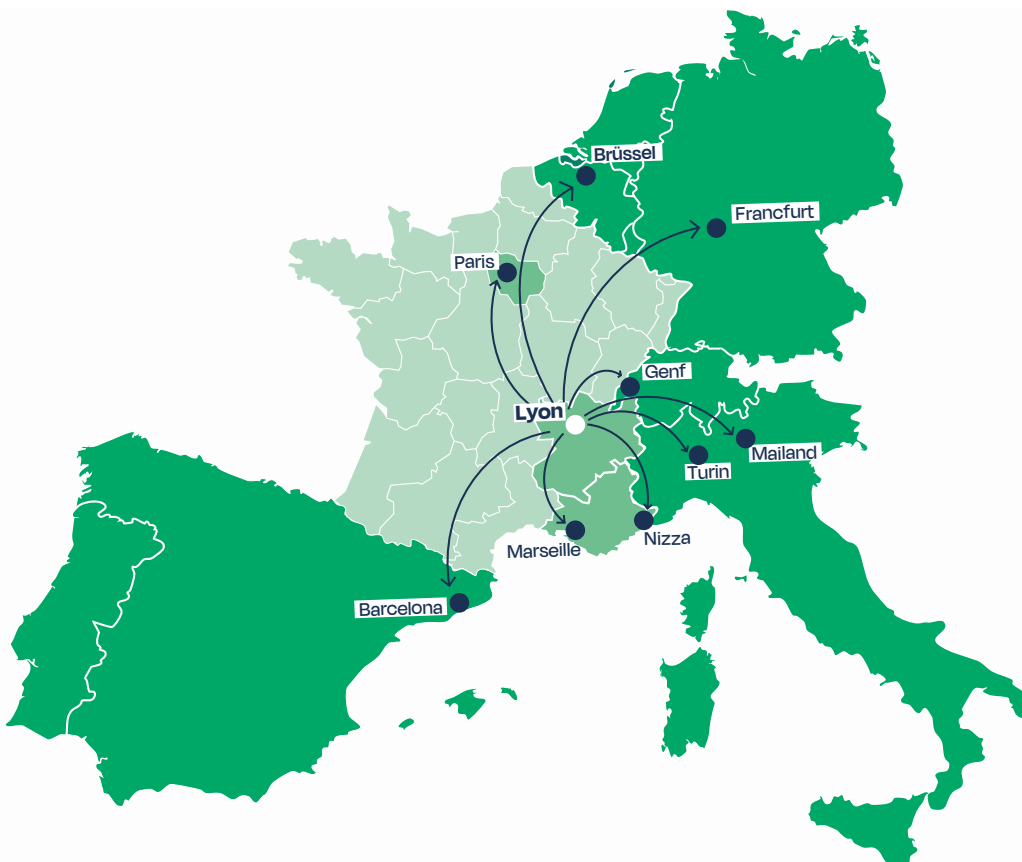 Brüssel
Francfurt
Paris
Genf
Lyon
Mailand
Turin
Nizza
Marseille
Barcelona